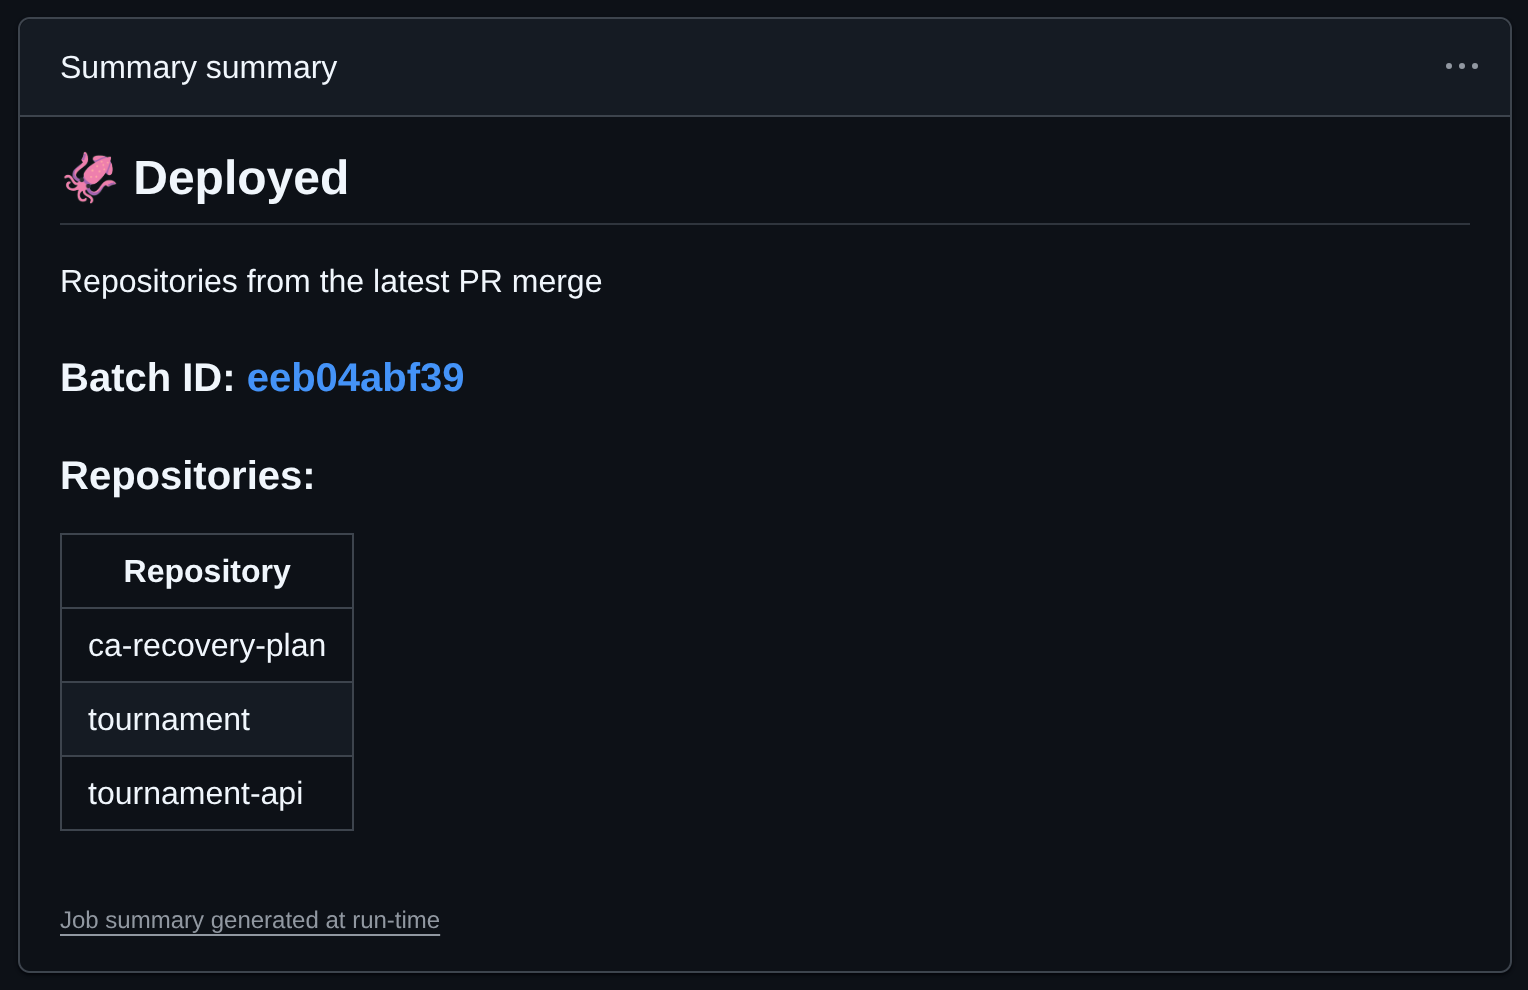 Summary summary
🦑 Deployed
Repositories from the latest PR merge
Batch ID: eeb04abf39
Repositories:
Repository
ca-recovery-plan
tournament
tournament-api
Job summary generated at run-time